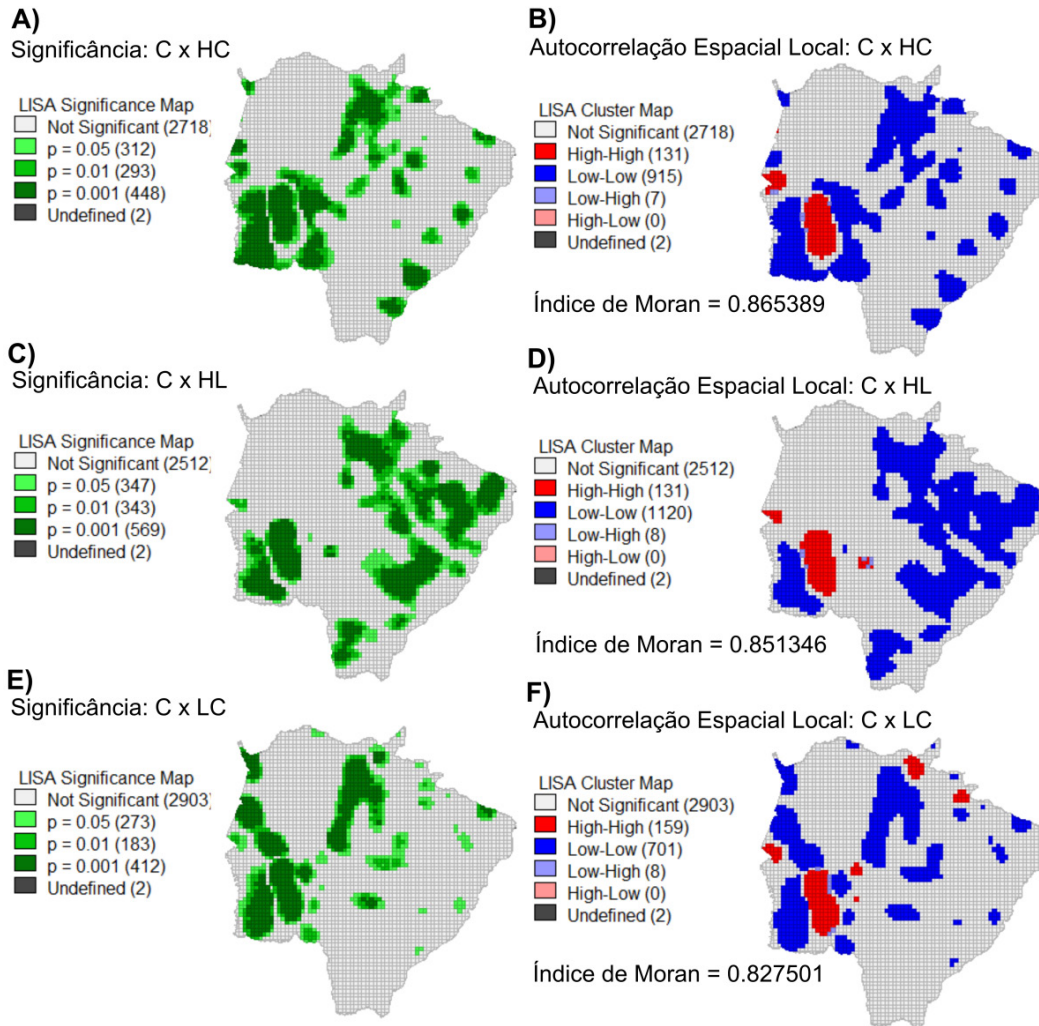 A)
Significância: C x HC
LISA Significance Map
Not Significant (2718)
p = 0.05 (312)
p = 0.01 (293)
p = 0.001 (448)
Undefined (2)
B)
Autocorrelação Espacial Local: C x HC
LISA Cluster Map
Not Significant (2718)
High-High (131)
Low-Low (915)
Low-High (7)
High-Low (0)
Undefined (2)
Índice de Moran = 0.865389
C)
Significância: C x HL
LISA Significance Map
Not Significant (2512)
p = 0.05 (347)
p = 0.01 (343)
p = 0.001 (569)
Undefined (2)
D)
Autocorrelação Espacial Local: C x HL
LISA Cluster Map
Not Significant (2512)
High-High (131)
Low-Low (1120)
Low-High (8)
High-Low (0)
Undefined (2)
Índice de Moran = 0.851346
E)
Significância: C x LC
LISA Significance Map
Not Significant (2903)
p = 0.05 (273)
p = 0.01 (183)
p = 0.001 (412)
Undefined (2)
F)
Autocorrelação Espacial Local: C x LC
LISA Cluster Map
Not Significant (2903)
High-High (159)
Low-Low (701)
Low-High (8)
High-Low (0)
Undefined (2)
Índice de Moran = 0.827501